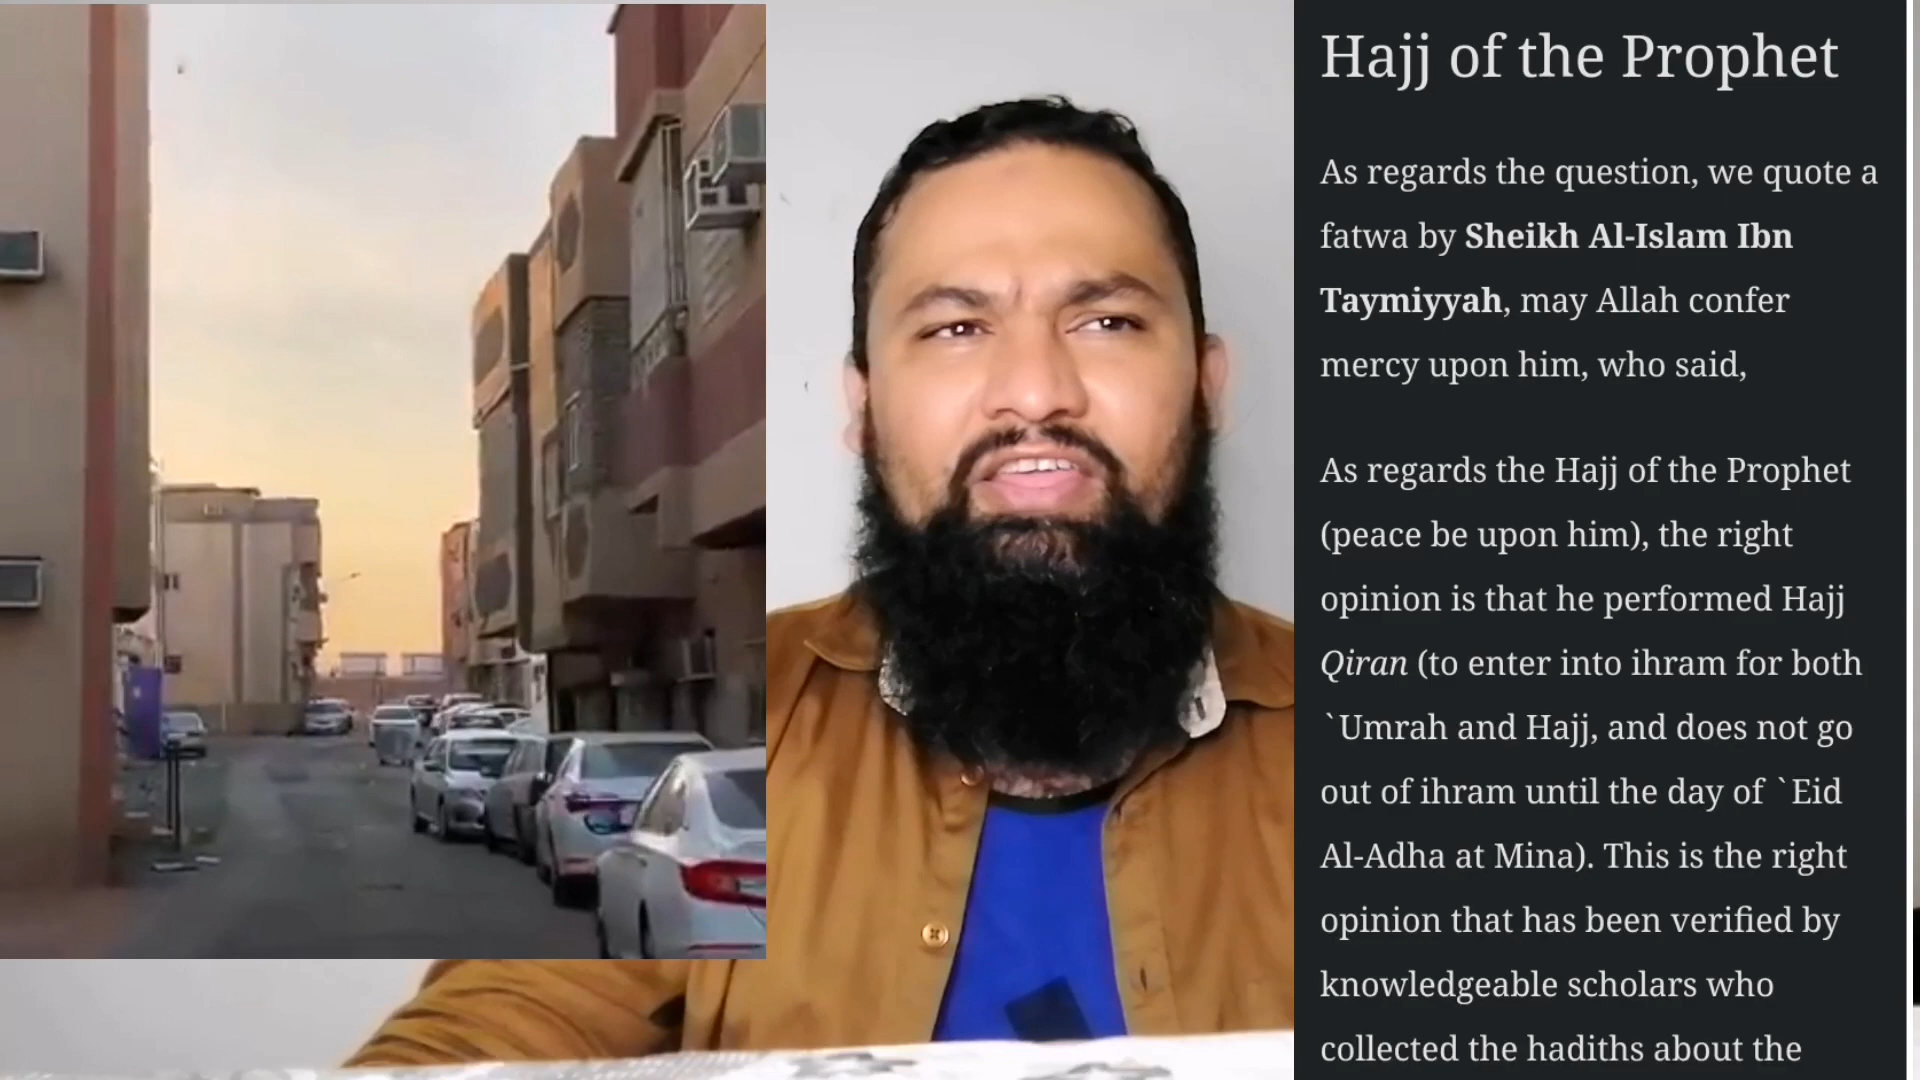 Hajj of the Prophet
As regards the question, we quote a
fatwa by Sheikh Al-Islam Ibn
Taymiyyah, may Allah confer
mercy upon him, who said,
As regards the Hajj of the Prophet
(peace be upon him), the right
opinion is that he performed Hajj
Qiran (to enter into ihram for both
`Umrah and Hajj, and does not go
out of ihram until the day of `Eid
Al-Adha at Mina). This is the right
opinion that has been verified by
knowledgeable scholars who
collected the hadiths about the